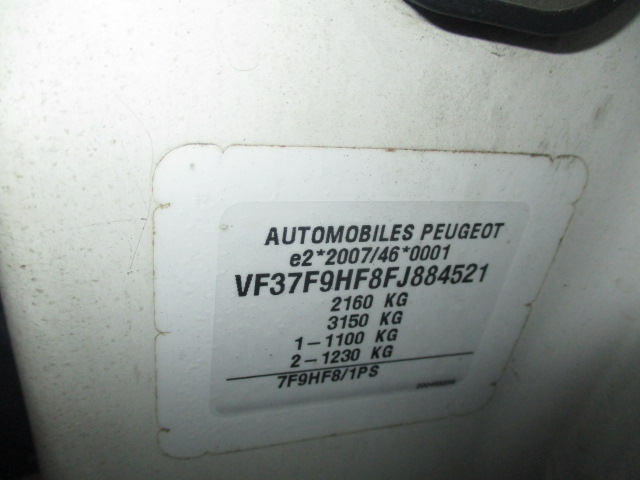 AUTOMOBILES PEUGEOT
e2*2007/46*0001
VF37F9HF8FJ884521
2160 KG
3150 KG
1-1100 KG
2-1230 KG
7F9HF8/1PS